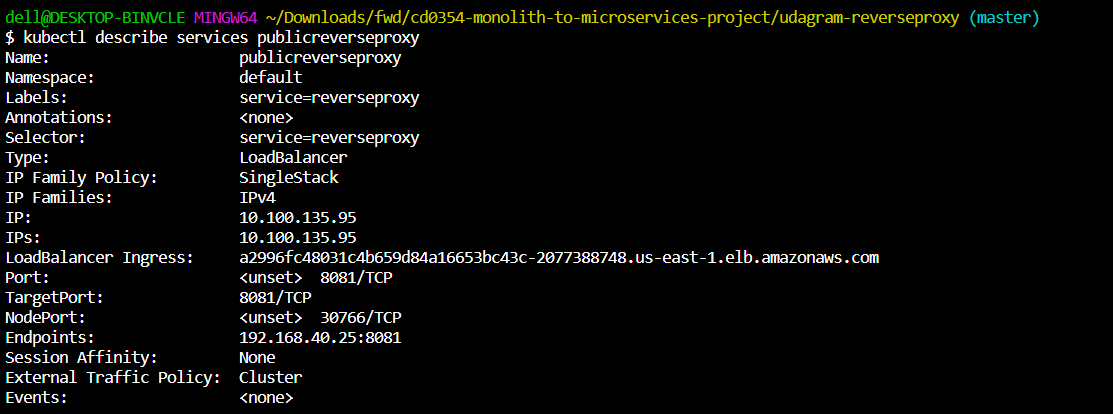 dell@DESKTOP-BINVCLE MINGW64 ~/Downloads/fwd/cd0354-monolith-to-microservices-project/udagram-reverseproxy (master)
$ kubectl describe services publicreverseproxy
Name:                     publicreverseproxy
Namespace:                default
Labels:                   service=reverseproxy
Annotations:              <none>
Selector:                 service=reverseproxy
Type:                     LoadBalancer
IP Family Policy:         SingleStack
IP Families:              IPv4
IP:                       10.100.135.95
IPs:                      10.100.135.95
LoadBalancer Ingress:     a2996fc48031c4b659d84a16653bc43c-2077388748.us-east-1.elb.amazonaws.com
Port:                     <unset>  8081/TCP
TargetPort:               8081/TCP
NodePort:                 <unset>  30766/TCP
Endpoints:                192.168.40.25:8081
Session Affinity:         None
External Traffic Policy:  Cluster
Events:                   <none>